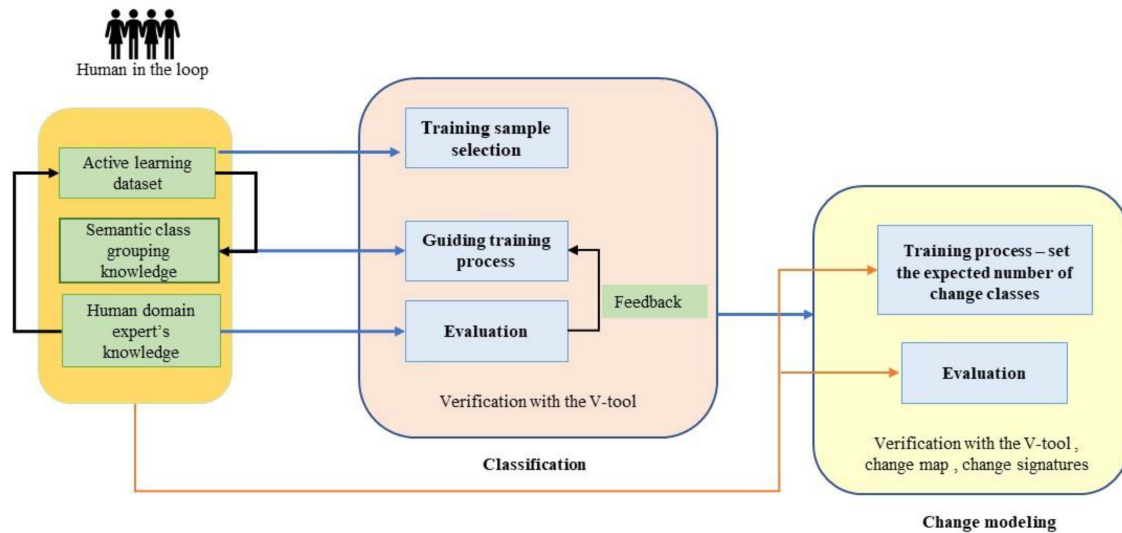 Human in the loop
Active learning
dataset
Semantic class
grouping
knowledge
Human domain
expert's
knowledge
Training sample
selection
Guiding training
process
Evaluation
Feedback
Verification with the V-tool
Classification
Training process – set
the expected number of
change classes
Evaluation
Verification with the V-tool ,
change map , change signatures
Change modeling